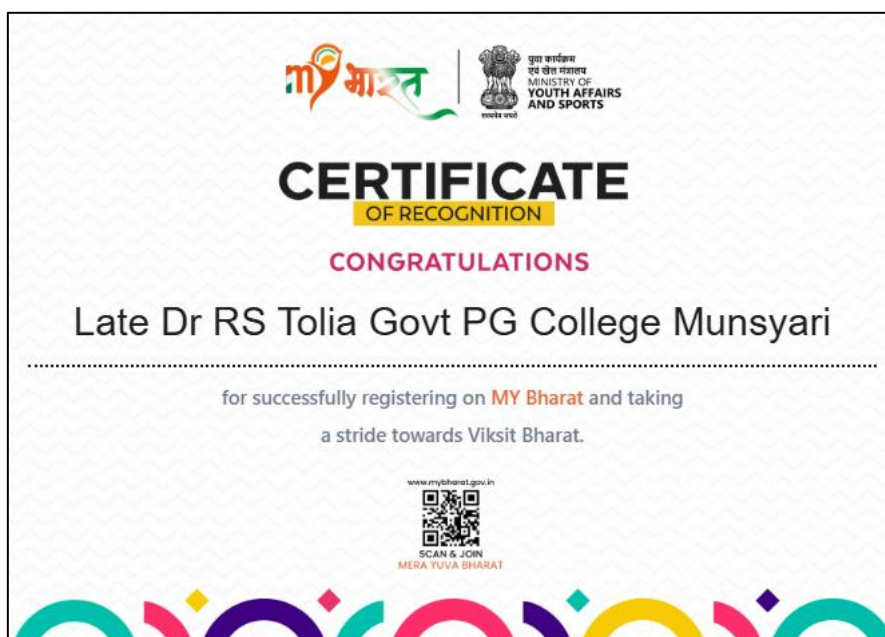 my भारत
युवा कार्यक्रम
एवं खेल मंत्रालय
MINISTRY OF
YOUTH AFFAIRS
AND SPORTS
सत्यमेव जयते
CERTIFICATE
OF RECOGNITION
CONGRATULATIONS
Late Dr RS Tolia Govt PG College Munsyari
for successfully registering on MY Bharat and taking
a stride towards Viksit Bharat.
www.mybharat.gov.in
SCAN & JOIN
MERA YUVA BHARAT